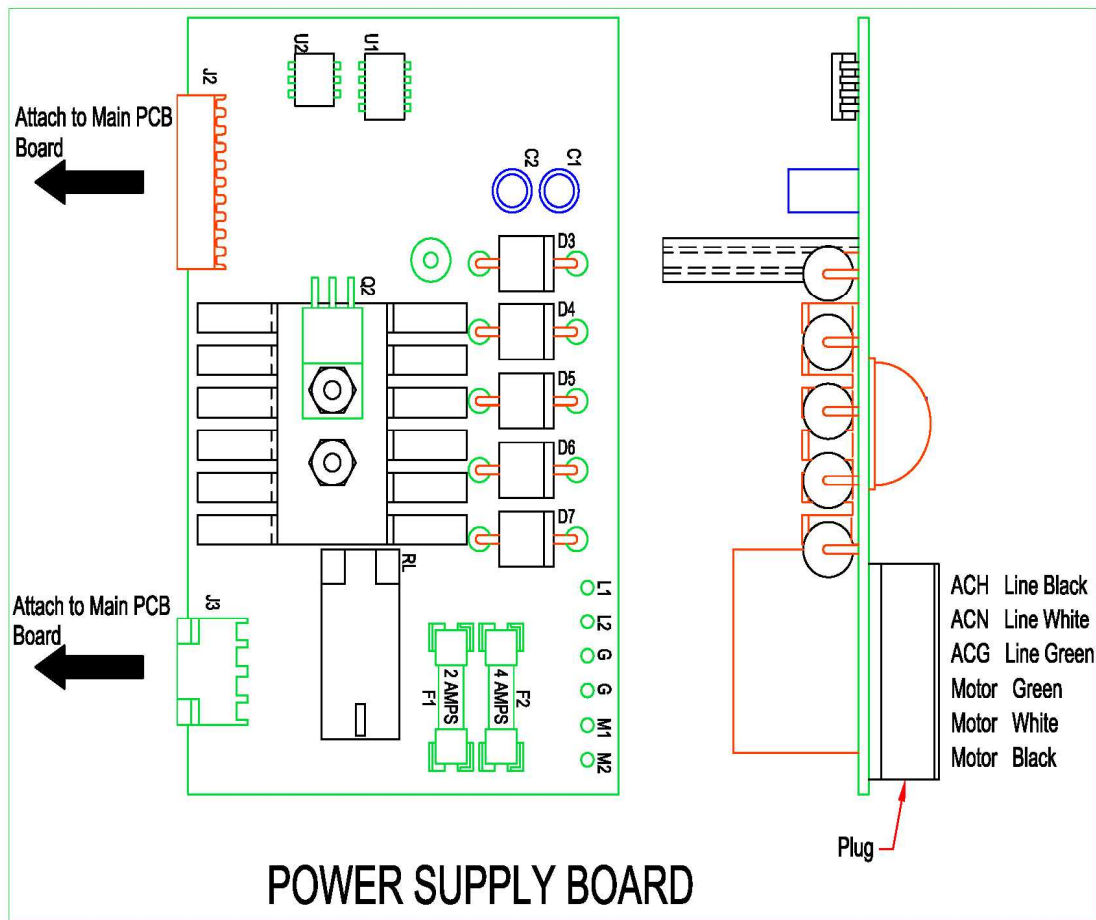 U2
U1
J2
Attach to Main PCB
Board
C2
C1
D3
Q2
D4
D5
D6
D7
RL
L1
Attach to Main PCB
Board
J3
L2
G
G
M1
M2
F1
2 AMPS
4 AMPS
F2
ACH Line Black
ACN Line White
ACG Line Green
Motor Green
Motor White
Motor Black
Plug
POWER SUPPLY BOARD